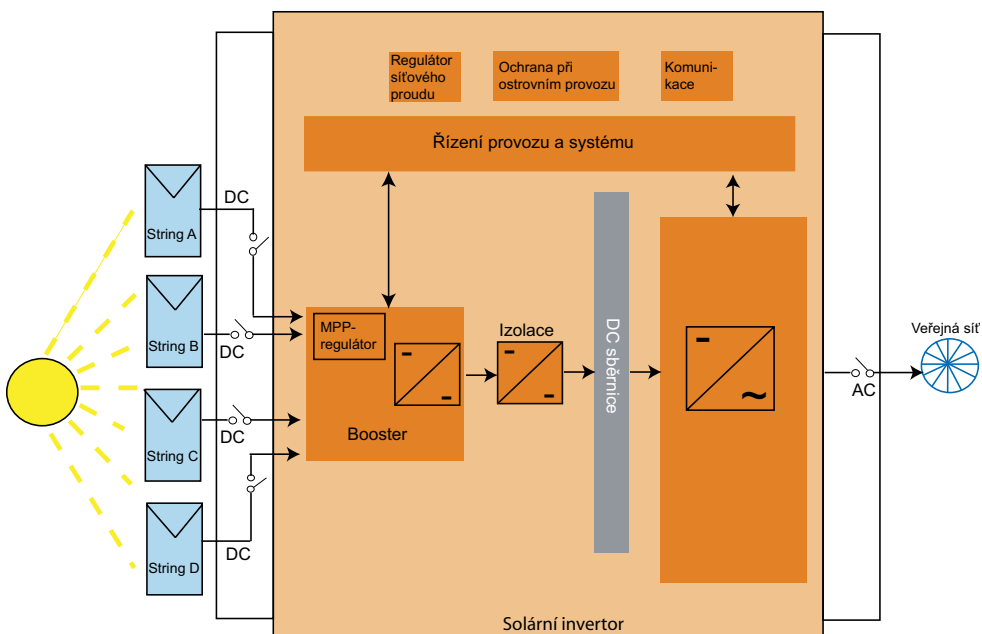 Regulátor
síťového
proudu
Ochrana při
ostrovním provozu
Komuni-
kace
Řízení provozu a systému
DC
String A
String B
DC
MPP-
regulátor
Booster
Izolace
DC sběrnice
Veřejná síť
AC
String C
DC
String D
DC
Solární invertor